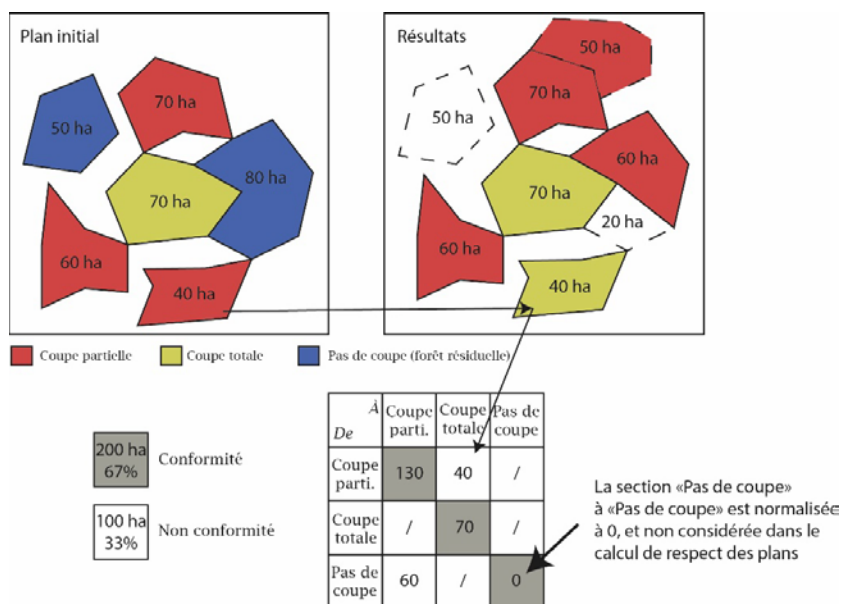 Plan initial
70 ha
50 ha
80 ha
70 ha
60 ha
40 ha
Résultats
50 ha
70 ha
50 ha
60 ha
70 ha
20 ha
60 ha
40 ha
Coupe partielle
Coupe totale
Pas de coupe (forêt résiduelle)
200 ha
67%
Conformité
100 ha
33%
Non conformité
À
De
Coupe
parti.
Coupe
totale
Pas de
coupe
Coupe
parti.
130
40
/
Coupe
totale
/
70
/
Pas de
coupe
60
/
0
La section «Pas de coupe»
à «Pas de coupe» est normalisée
à 0, et non considérée dans le
calcul de respect des plans